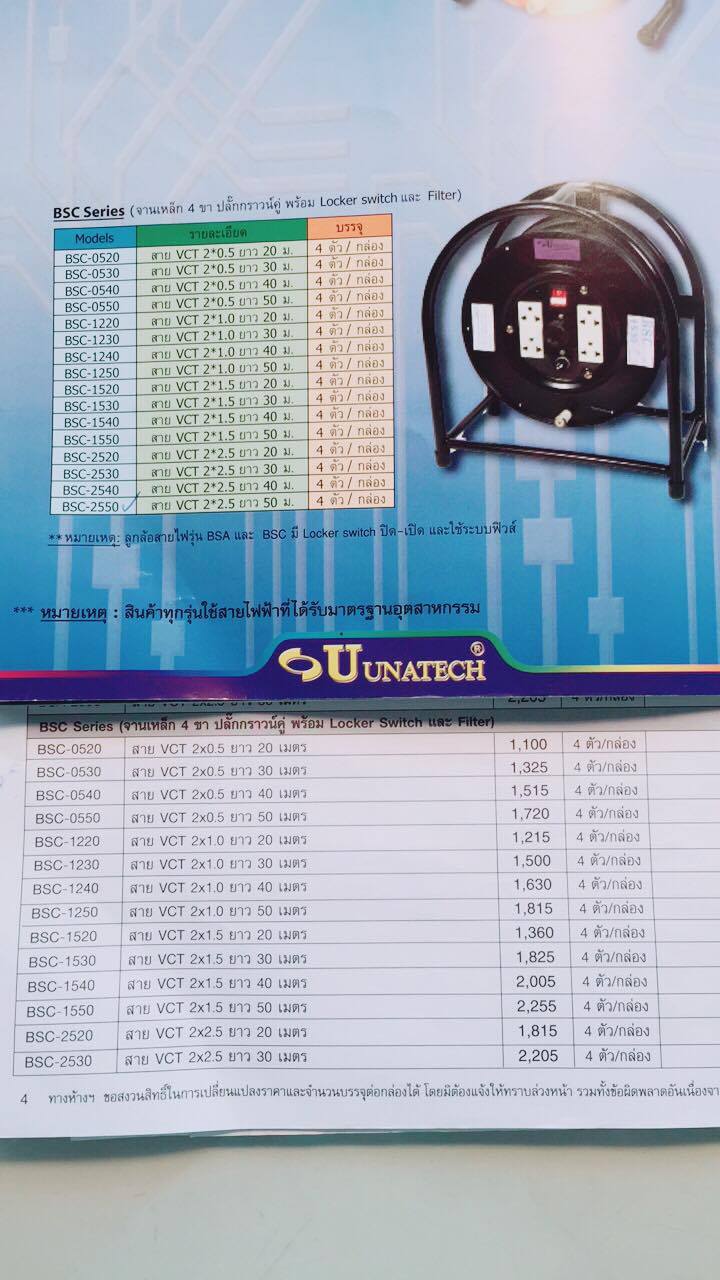 BSC Series (จานเหล็ก 4 ขา ปลั๊กกราวน์คู่ พร้อม Locker switch และ Filter)
Models รายละเอียด บรรจุ
BSC-0520 สาย VCT 2*0.5 ยาว 20 ม. 4 ตัว / กล่อง
BSC-0530 สาย VCT 2*0.5 ยาว 30 ม. 4 ตัว / กล่อง
BSC-0540 สาย VCT 2*0.5 ยาว 40 ม. 4 ตัว / กล่อง
BSC-0550 สาย VCT 2*0.5 ยาว 50 ม. 4 ตัว / กล่อง
BSC-1220 สาย VCT 2*1.0 ยาว 20 ม. 4 ตัว / กล่อง
BSC-1230 สาย VCT 2*1.0 ยาว 30 ม. 4 ตัว / กล่อง
BSC-1240 สาย VCT 2*1.0 ยาว 40 ม. 4 ตัว / กล่อง
BSC-1250 สาย VCT 2*1.0 ยาว 50 ม. 4 ตัว / กล่อง
BSC-1520 สาย VCT 2*1.5 ยาว 20 ม. 4 ตัว / กล่อง
BSC-1530 สาย VCT 2*1.5 ยาว 30 ม. 4 ตัว / กล่อง
BSC-1540 สาย VCT 2*1.5 ยาว 40 ม. 4 ตัว / กล่อง
BSC-1550 สาย VCT 2*1.5 ยาว 50 ม. 4 ตัว / กล่อง
BSC-2520 สาย VCT 2*2.5 ยาว 20 ม. 4 ตัว / กล่อง
BSC-2530 สาย VCT 2*2.5 ยาว 30 ม. 4 ตัว / กล่อง
BSC-2540 สาย VCT 2*2.5 ยาว 40 ม. 4 ตัว / กล่อง
BSC-2550 สาย VCT 2*2.5 ยาว 50 ม. 4 ตัว / กล่อง
**หมายเหตุ: ลูกล้อสายไฟรุ่น BSA และ BSC มี Locker switch ปิด-เปิด และใช้ระบบฟิวส์
*** หมายเหตุ : สินค้าทุกรุ่นใช้สายไฟฟ้าที่ได้รับมาตรฐานอุตสาหกรรม
UNATECH®
BSC Series (จานเหล็ก 4 ขา ปลั๊กกราวน์คู่ พร้อม Locker Switch และ Filter)
BSC-0520 สาย VCT 2x0.5 ยาว 20 เมตร 1,100 4 ตัว/กล่อง
BSC-0530 สาย VCT 2x0.5 ยาว 30 เมตร 1,325 4 ตัว/กล่อง
BSC-0540 สาย VCT 2x0.5 ยาว 40 เมตร 1,515 4 ตัว/กล่อง
BSC-0550 สาย VCT 2x0.5 ยาว 50 เมตร 1,720 4 ตัว/กล่อง
BSC-1220 สาย VCT 2x1.0 ยาว 20 เมตร 1,215 4 ตัว/กล่อง
BSC-1230 สาย VCT 2x1.0 ยาว 30 เมตร 1,500 4 ตัว/กล่อง
BSC-1240 สาย VCT 2x1.0 ยาว 40 เมตร 1,630 4 ตัว/กล่อง
BSC-1250 สาย VCT 2x1.0 ยาว 50 เมตร 1,815 4 ตัว/กล่อง
BSC-1520 สาย VCT 2x1.5 ยาว 20 เมตร 1,360 4 ตัว/กล่อง
BSC-1530 สาย VCT 2x1.5 ยาว 30 เมตร 1,825 4 ตัว/กล่อง
BSC-1540 สาย VCT 2x1.5 ยาว 40 เมตร 2,005 4 ตัว/กล่อง
BSC-1550 สาย VCT 2x1.5 ยาว 50 เมตร 2,255 4 ตัว/กล่อง
BSC-2520 สาย VCT 2x2.5 ยาว 20 เมตร 1,815 4 ตัว/กล่อง
BSC-2530 สาย VCT 2x2.5 ยาว 30 เมตร 2,205 4 ตัว/กล่อง
4 ทางห้างฯ ขอสงวนสิทธิ์ในการเปลี่ยนแปลงราคาและจำนวนบรรจุต่อกล่องได้ โดยมิต้องแจ้งให้ทราบล่วงหน้า รวมทั้งข้อผิดพลาดอันเนื่องจา